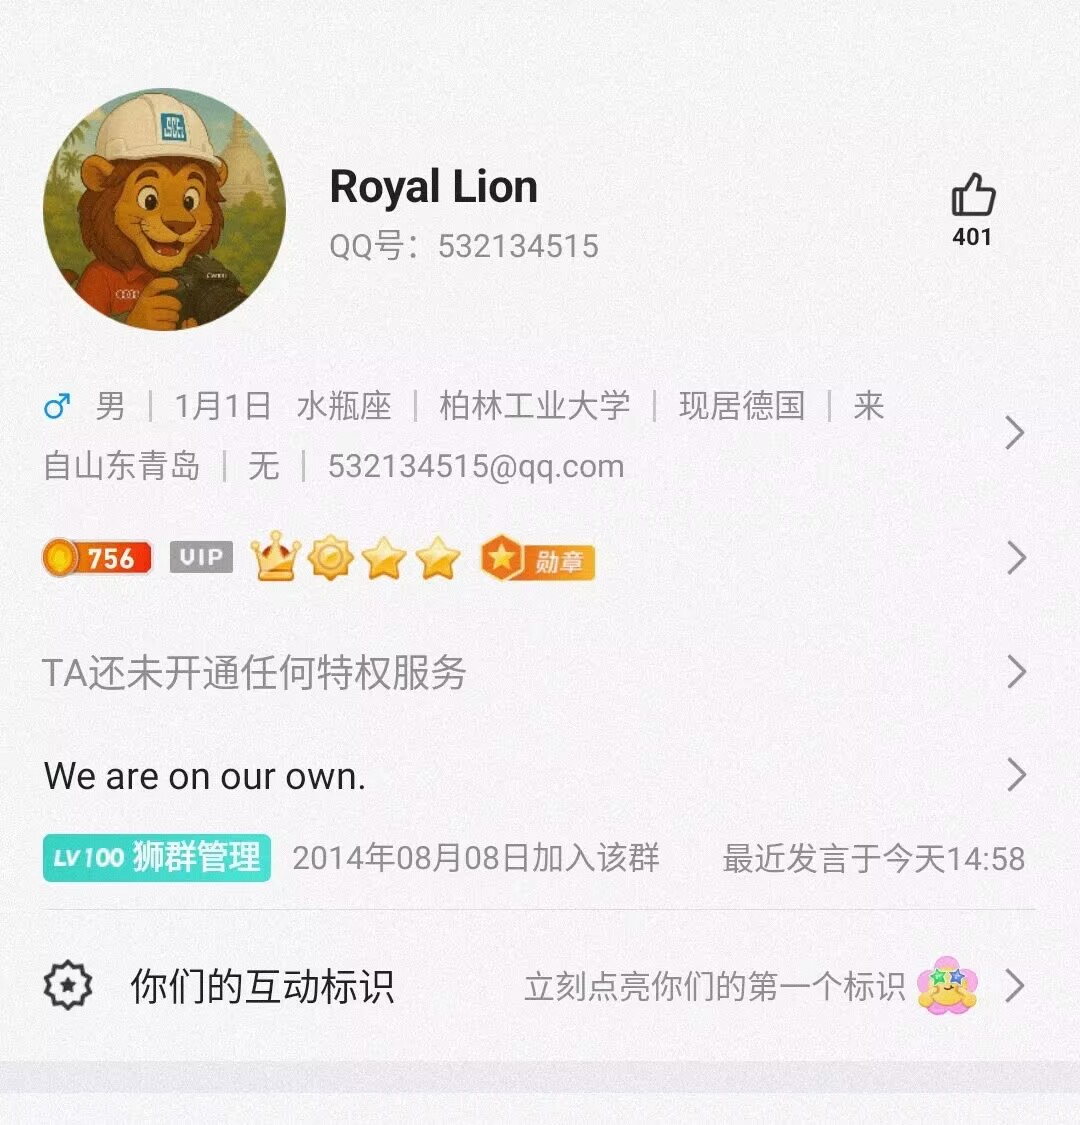 Royal Lion
QQ号：532134515
401
男 | 1月1日 水瓶座 | 柏林工业大学 | 现居德国 | 来
自山东青岛 | 无 | 532134515@qq.com
756 VIP 勋章
TA还未开通任何特权服务
We are on our own.
LV100 狮群管理 2014年08月08日加入该群 最近发言于今天14:58
你们的互动标识 立刻点亮你们的第一个标识